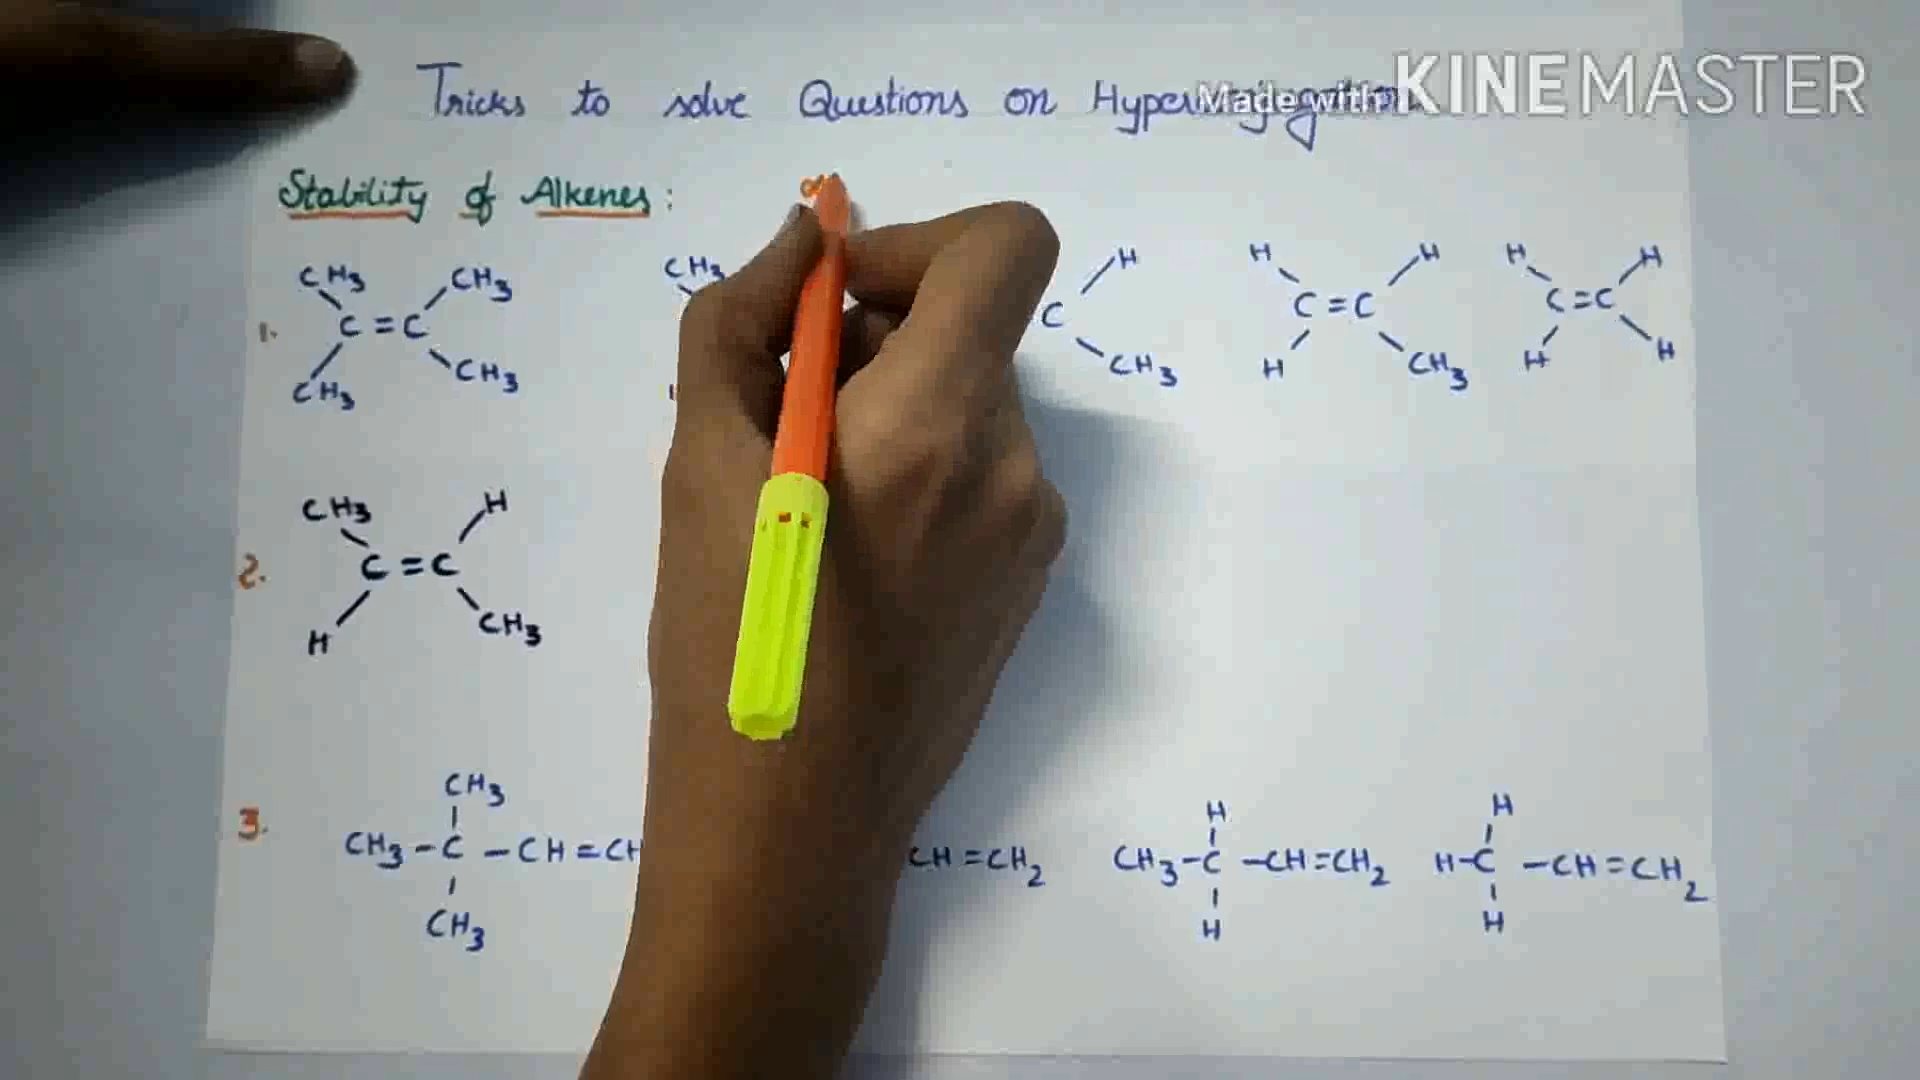 Tricks to solve Questions on
Made with KINEMASTER
Stability of Alkenes :
CH3 CH3 CH3 H H H H H
1. C = C C C = C C = C
CH3 CH3 CH3 H CH3 H H
CH3 H
2. C = C
H CH3
CH3 H H
3. CH3 - C - CH = CH CH = CH2 CH3 - C - CH = CH2 H - C - CH = CH2
CH3 H H